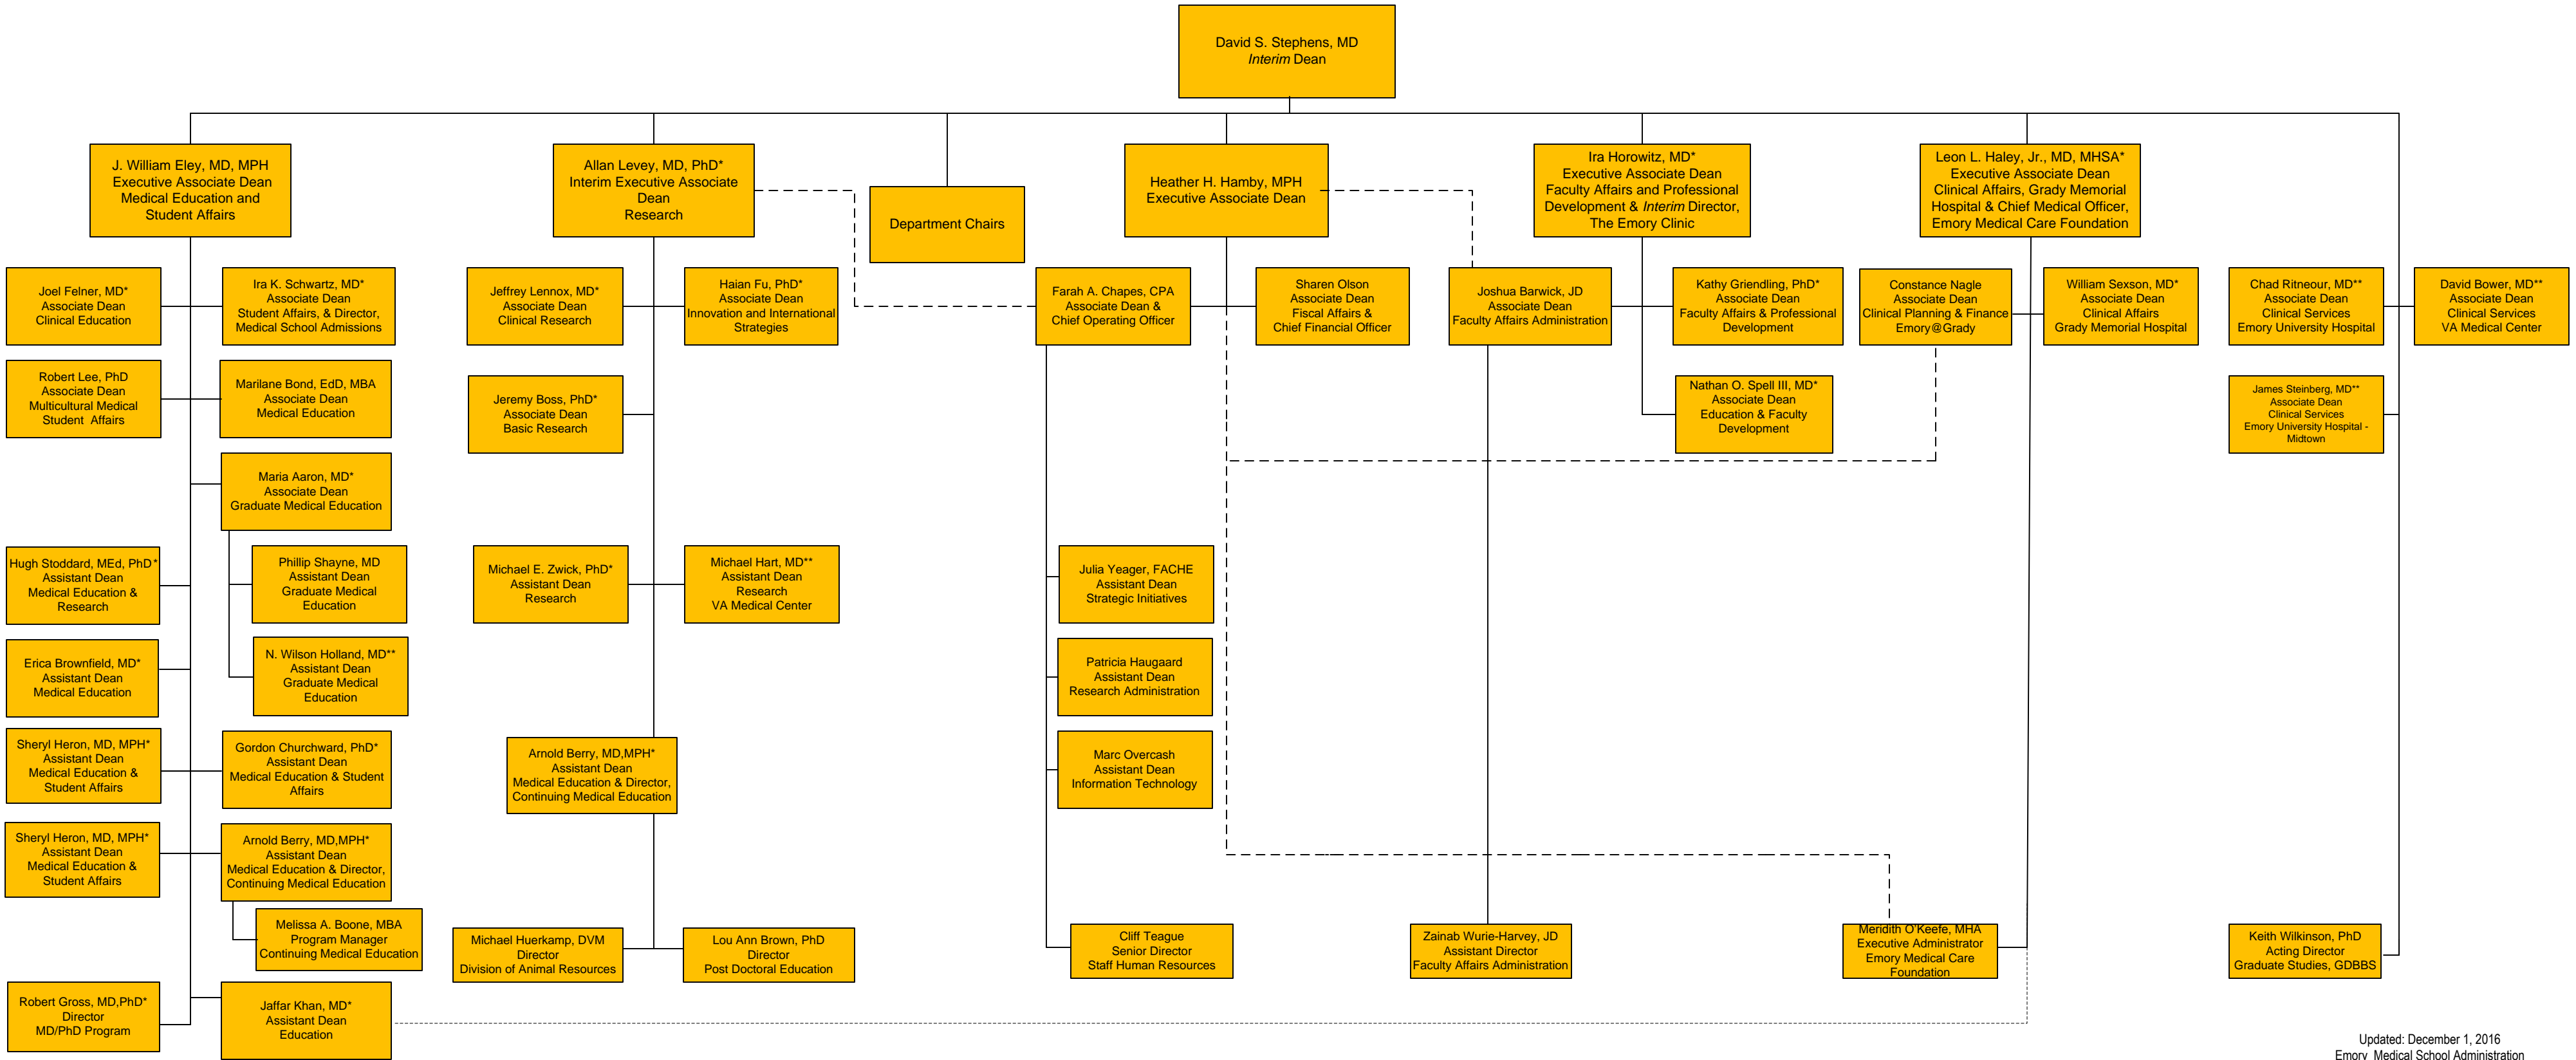 David S. Stephens, MD
Interim Dean
J. William Eley, MD, MPH
Executive Associate Dean
Medical Education and
Student Affairs
Allan Levey, MD, PhD*
Interim Executive Associate
Dean
Research
Department Chairs
Heather H. Hamby, MPH
Executive Associate Dean
Ira Horowitz, MD*
Executive Associate Dean
Faculty Affairs and Professional
Development & Interim Director,
The Emory Clinic
Leon L. Haley, Jr., MD, MHSA*
Executive Associate Dean
Clinical Affairs, Grady Memorial
Hospital & Chief Medical Officer,
Emory Medical Care Foundation
Joel Felner, MD*
Associate Dean
Clinical Education
Ira K. Schwartz, MD*
Associate Dean
Student Affairs, & Director,
Medical School Admissions
Jeffrey Lennox, MD*
Associate Dean
Clinical Research
Haian Fu, PhD*
Associate Dean
Innovation and International
Strategies
Farah A. Chapes, CPA
Associate Dean &
Chief Operating Officer
Sharen Olson
Associate Dean
Fiscal Affairs &
Chief Financial Officer
Joshua Barwick, JD
Associate Dean
Faculty Affairs Administration
Kathy Griendling, PhD*
Associate Dean
Faculty Affairs & Professional
Development
Constance Nagle
Associate Dean
Clinical Planning & Finance
Emory@Grady
William Sexson, MD*
Associate Dean
Clinical Affairs
Grady Memorial Hospital
Chad Ritneour, MD**
Associate Dean
Clinical Services
Emory University Hospital
David Bower, MD**
Associate Dean
Clinical Services
VA Medical Center
Robert Lee, PhD
Associate Dean
Multicultural Medical
Student  Affairs
Marilane Bond, EdD, MBA
Associate Dean
Medical Education
Jeremy Boss, PhD*
Associate Dean
Basic Research
Nathan O. Spell III, MD*
Associate Dean
Education & Faculty
Development
James Steinberg, MD**
Associate Dean
Clinical Services
Emory University Hospital -
Midtown
Maria Aaron, MD*
Associate Dean
Graduate Medical Education
Hugh Stoddard, MEd, PhD*
Assistant Dean
Medical Education &
Research
Phillip Shayne, MD
Assistant Dean
Graduate Medical
Education
Michael E. Zwick, PhD*
Assistant Dean
Research
Michael Hart, MD**
Assistant Dean
Research
VA Medical Center
Julia Yeager, FACHE
Assistant Dean
Strategic Initiatives
Erica Brownfield, MD*
Assistant Dean
Medical Education
N. Wilson Holland, MD**
Assistant Dean
Graduate Medical
Education
Patricia Haugaard
Assistant Dean
Research Administration
Sheryl Heron, MD, MPH*
Assistant Dean
Medical Education &
Student Affairs
Gordon Churchward, PhD*
Assistant Dean
Medical Education & Student
Affairs
Arnold Berry, MD,MPH*
Assistant Dean
Medical Education & Director,
Continuing Medical Education
Marc Overcash
Assistant Dean
Information Technology
Sheryl Heron, MD, MPH*
Assistant Dean
Medical Education &
Student Affairs
Arnold Berry, MD,MPH*
Assistant Dean
Medical Education & Director,
Continuing Medical Education
Melissa A. Boone, MBA
Program Manager
Continuing Medical Education
Michael Huerkamp, DVM
Director
Division of Animal Resources
Lou Ann Brown, PhD
Director
Post Doctoral Education
Cliff Teague
Senior Director
Staff Human Resources
Zainab Wurie-Harvey, JD
Assistant Director
Faculty Affairs Administration
Meridith O'Keefe, MHA
Executive Administrator
Emory Medical Care
Foundation
Keith Wilkinson, PhD
Acting Director
Graduate Studies, GDBBS
Robert Gross, MD,PhD*
Director
MD/PhD Program
Jaffar Khan, MD*
Assistant Dean
Education
Updated: December 1, 2016
Emory  Medical School Administration